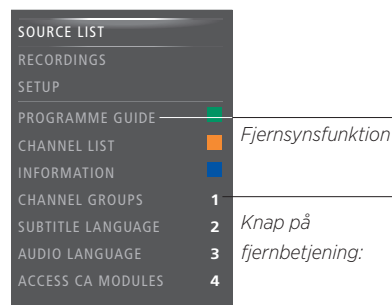 SOURCE LIST
RECORDINGS
SETUP
PROGRAMME GUIDE
CHANNEL LIST
INFORMATION
CHANNEL GROUPS 1
SUBTITLE LANGUAGE 2
AUDIO LANGUAGE 3
ACCESS CA MODULES 4
Fjernsynsfunktion
Knap på
fjernbetjening: